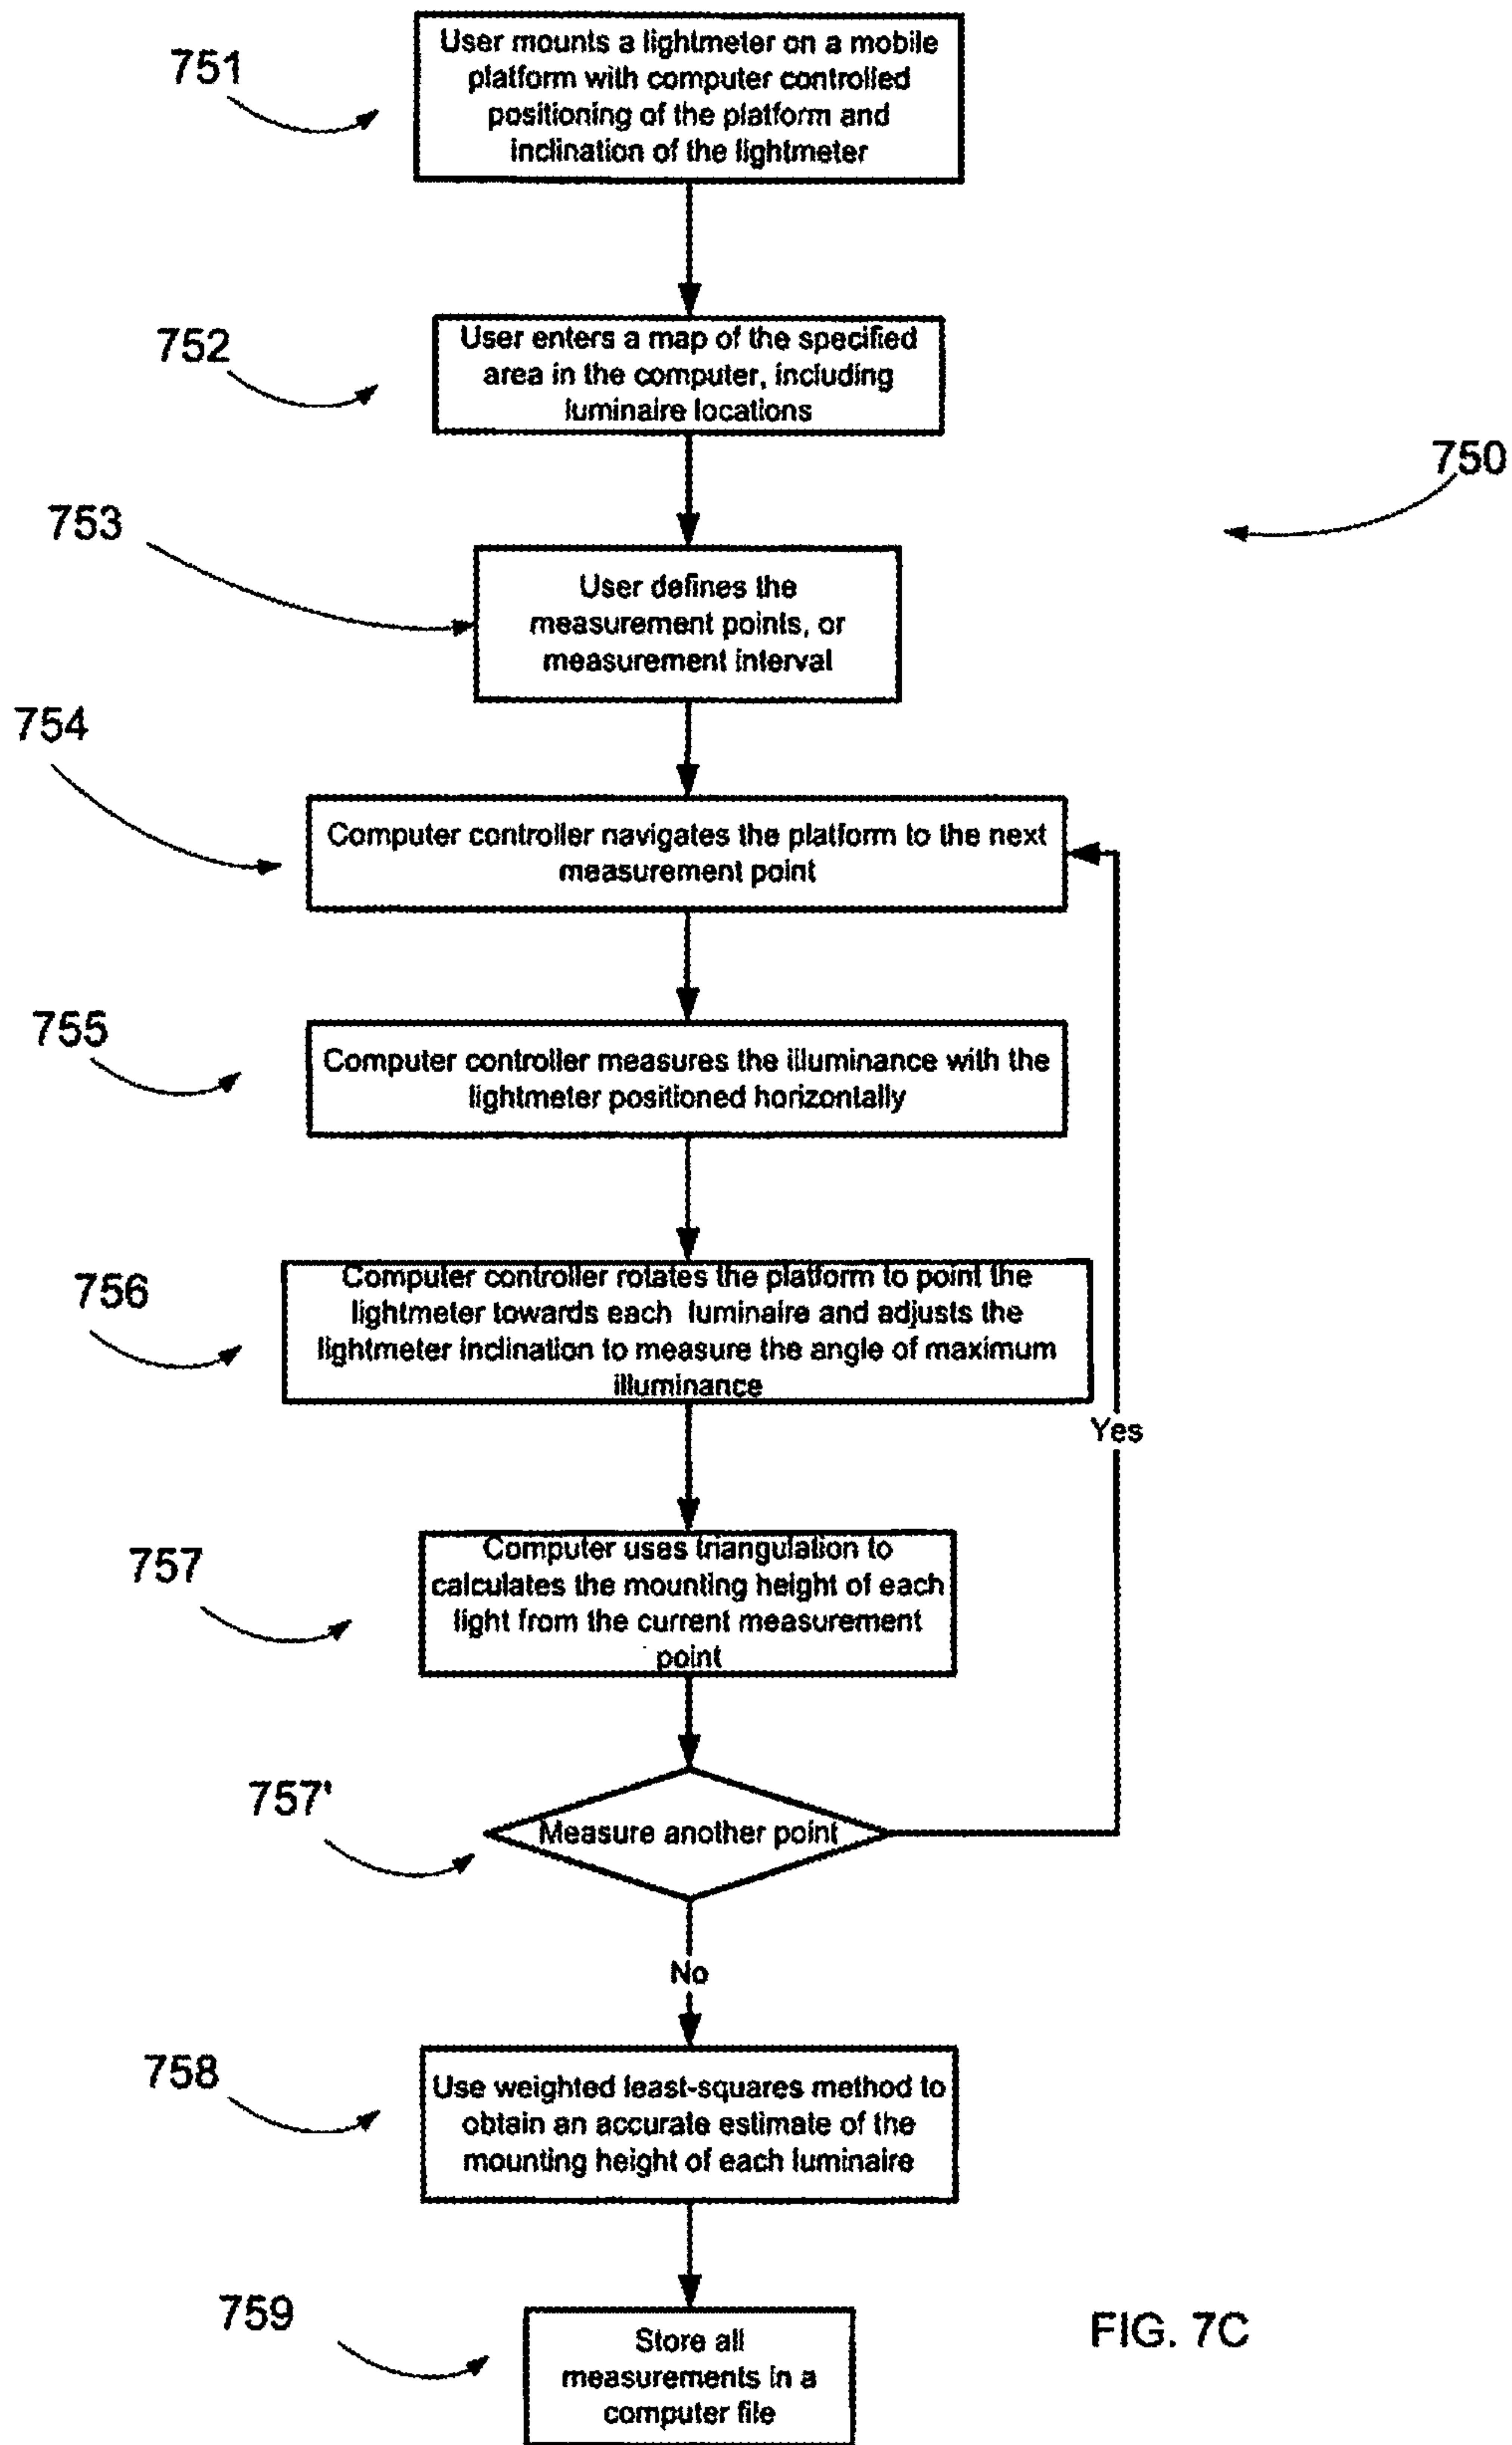 751
User mounts a lightmeter on a mobile
platform with computer controlled
positioning of the platform and
inclination of the lightmeter
752
User enters a map of the specified
area in the computer, including
luminaire locations
750
753
User defines the
measurement points, or
measurement interval
754
Computer controller navigates the platform to the next
measurement point
755
Computer controller measures the illuminance with the
lightmeter positioned horizontally
756
Computer controller rotates the platform to point the
lightmeter towards each luminaire and adjusts the
lightmeter inclination to measure the angle of maximum
illuminance
Yes
757
Computer uses triangulation to
calculates the mounting height of each
light from the current measurement
point
757'
Measure another point
No
758
Use weighted least-squares method to
obtain an accurate estimate of the
mounting height of each luminaire
759
Store all
measurements in a
computer file
FIG. 7C